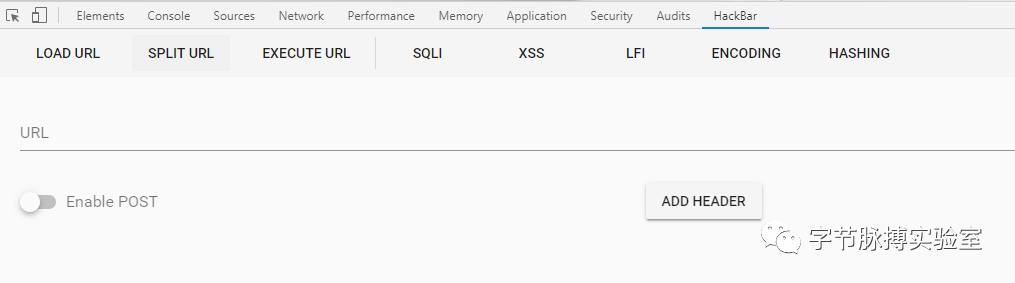 Elements Console Sources Network Performance Memory Application Security Audits HackBar
LOAD URL SPLIT URL EXECUTE URL SQLI XSS LFI ENCODING HASHING
URL
Enable POST ADD HEADER
字节脉搏实验室